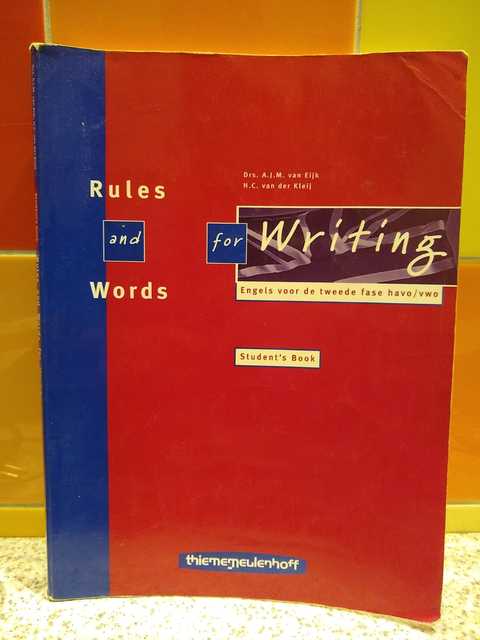 Drs. A.J.M. van Eijk
H.C. van der Kleij
Rules
and
Words
for Writing
Engels voor de tweede fase havo/vwo
Student's Book
thiememeulenhoff